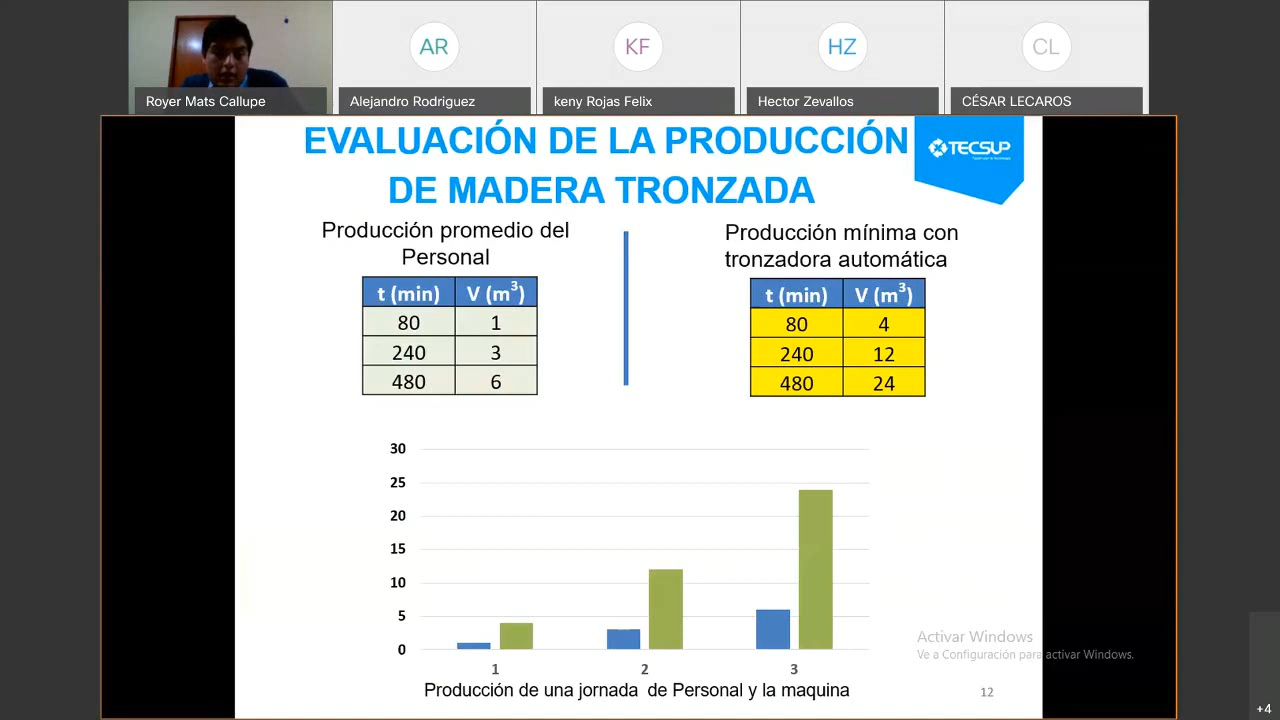 AR
KF
HZ
CL
Royer Mats Callupe
Alejandro Rodriguez
keny Rojas Felix
Hector Zevallos
CÉSAR LECAROS
EVALUACIÓN DE LA PRODUCCIÓN
DE MADERA TRONZADA
TECSUP
Producción promedio del
Personal
t (min) V (m³)
80 1
240 3
480 6
Producción mínima con
tronzadora automática
t (min) V (m³)
80 4
240 12
480 24
30
25
20
15
10
5
0
1 2 3
Producción de una jornada de Personal y la maquina
Activar Windows
Ve a Configuración para activar Windows.
12
+4